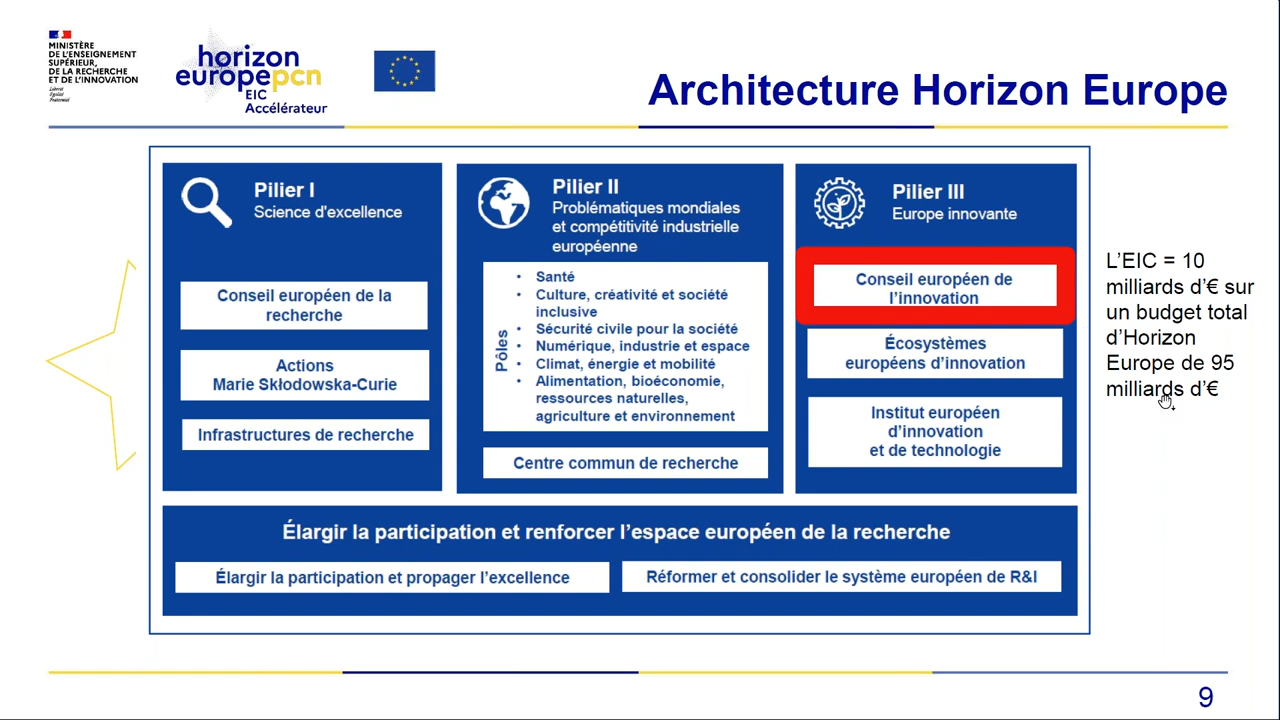 MINISTÈRE
DE L'ENSEIGNEMENT
SUPÉRIEUR,
DE LA RECHERCHE
ET DE L'INNOVATION
Liberté
Égalité
Fraternité
horizon
europepcn
EIC
Accélérateur
Architecture Horizon Europe
Pilier I
Science d'excellence
Conseil européen de la
recherche
Actions
Marie Skłodowska-Curie
Infrastructures de recherche
Pilier II
Problématiques mondiales
et compétitivité industrielle
européenne
Pôles
• Santé
• Culture, créativité et société
inclusive
• Sécurité civile pour la société
• Numérique, industrie et espace
• Climat, énergie et mobilité
• Alimentation, bioéconomie,
ressources naturelles,
agriculture et environnement
Centre commun de recherche
Pilier III
Europe innovante
Conseil européen de
l'innovation
Écosystèmes
européens d'innovation
Institut européen
d'innovation
et de technologie
L'EIC = 10
milliards d'€ sur
un budget total
d'Horizon
Europe de 95
milliards d'€
Élargir la participation et renforcer l'espace européen de la recherche
Élargir la participation et propager l'excellence
Réformer et consolider le système européen de R&I
9